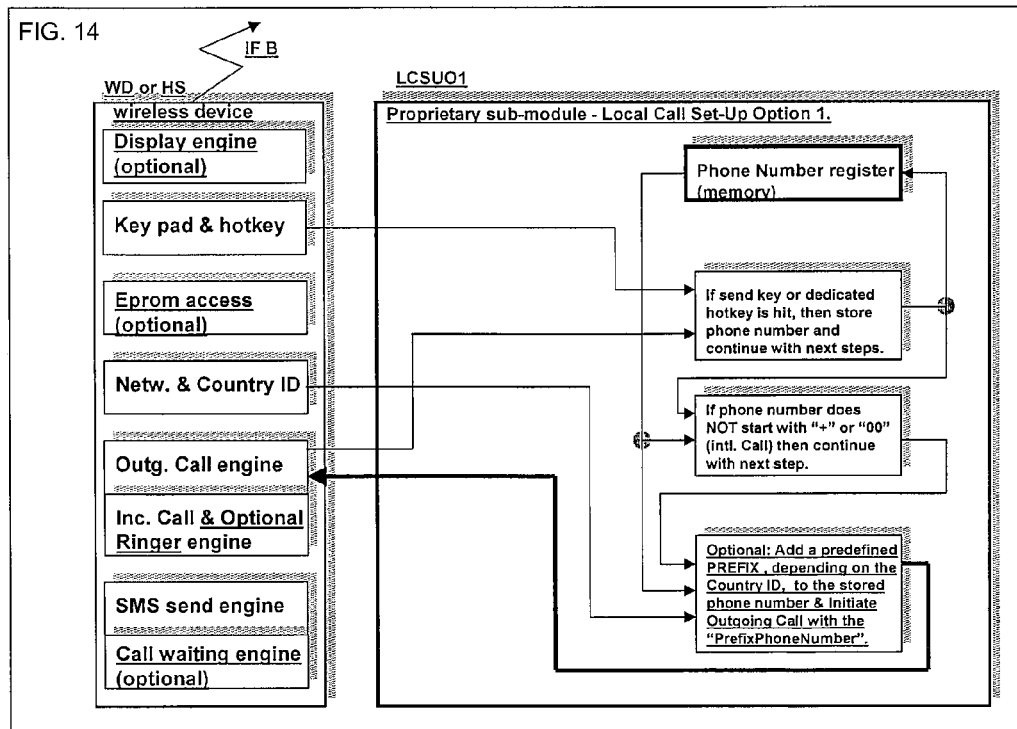 FIG. 14
IF B
WD or HS
wireless device
Display engine
(optional)
Key pad & hotkey
Eprom access
(optional)
Netw. & Country ID
Outg. Call engine
Inc. Call & Optional
Ringer engine
SMS send engine
Call waiting engine
(optional)
LCSUO1
Proprietary sub-module - Local Call Set-Up Option 1.
Phone Number register
(memory)
If send key or dedicated
hotkey is hit, then store
phone number and
continue with next steps.
If phone number does
NOT start with “+” or “00”
(intl. Call) then continue
with next step.
Optional: Add a predefined
PREFIX , depending on the
Country ID, to the stored
phone number & Initiate
Outgoing Call with the
“PrefixPhoneNumber”.